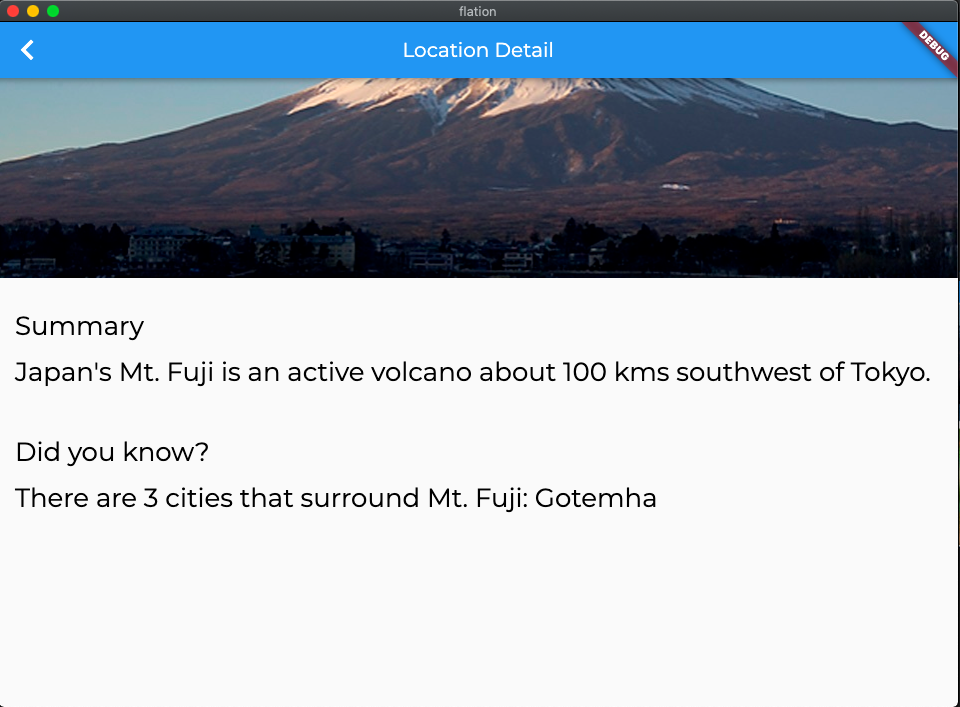 flation
Location Detail
DEBUG
Summary
Japan's Mt. Fuji is an active volcano about 100 kms southwest of Tokyo.
Did you know?
There are 3 cities that surround Mt. Fuji: Gotemha